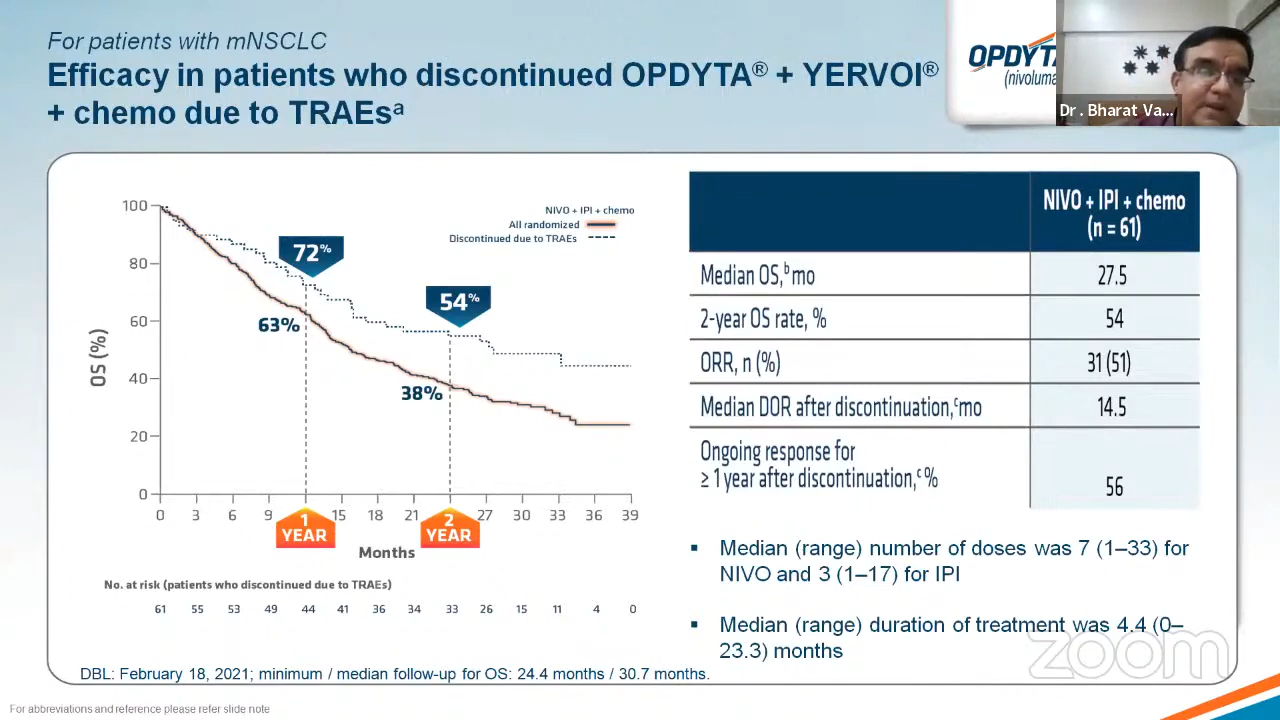 For patients with mNSCLC
Efficacy in patients who discontinued OPDYTA® + YERVOI®
+ chemo due to TRAEsᵃ
OPDYTA
(nivoluma
Dr. Bharat Va...
NIVO + IPI + chemo
All randomized
Discontinued due to TRAEs
OS (%)
100
80
60
40
20
0
72%
63%
54%
38%
0 3 6 9 15 18 21 27 30 33 36 39
1 YEAR
2 YEAR
Months
No. at risk (patients who discontinued due to TRAEs)
61 55 53 49 44 41 36 34 33 26 15 11 4 0
DBL: February 18, 2021; minimum / median follow-up for OS: 24.4 months / 30.7 months.
NIVO + IPI + chemo
(n = 61)
Median OS,ᵇ mo 27.5
2-year OS rate, % 54
ORR, n (%) 31 (51)
Median DOR after discontinuation,ᶜ mo 14.5
Ongoing response for
≥ 1 year after discontinuation,ᶜ % 56
▪ Median (range) number of doses was 7 (1–33) for
NIVO and 3 (1–17) for IPI
▪ Median (range) duration of treatment was 4.4 (0–
23.3) months
zoom
For abbreviations and reference please refer slide note